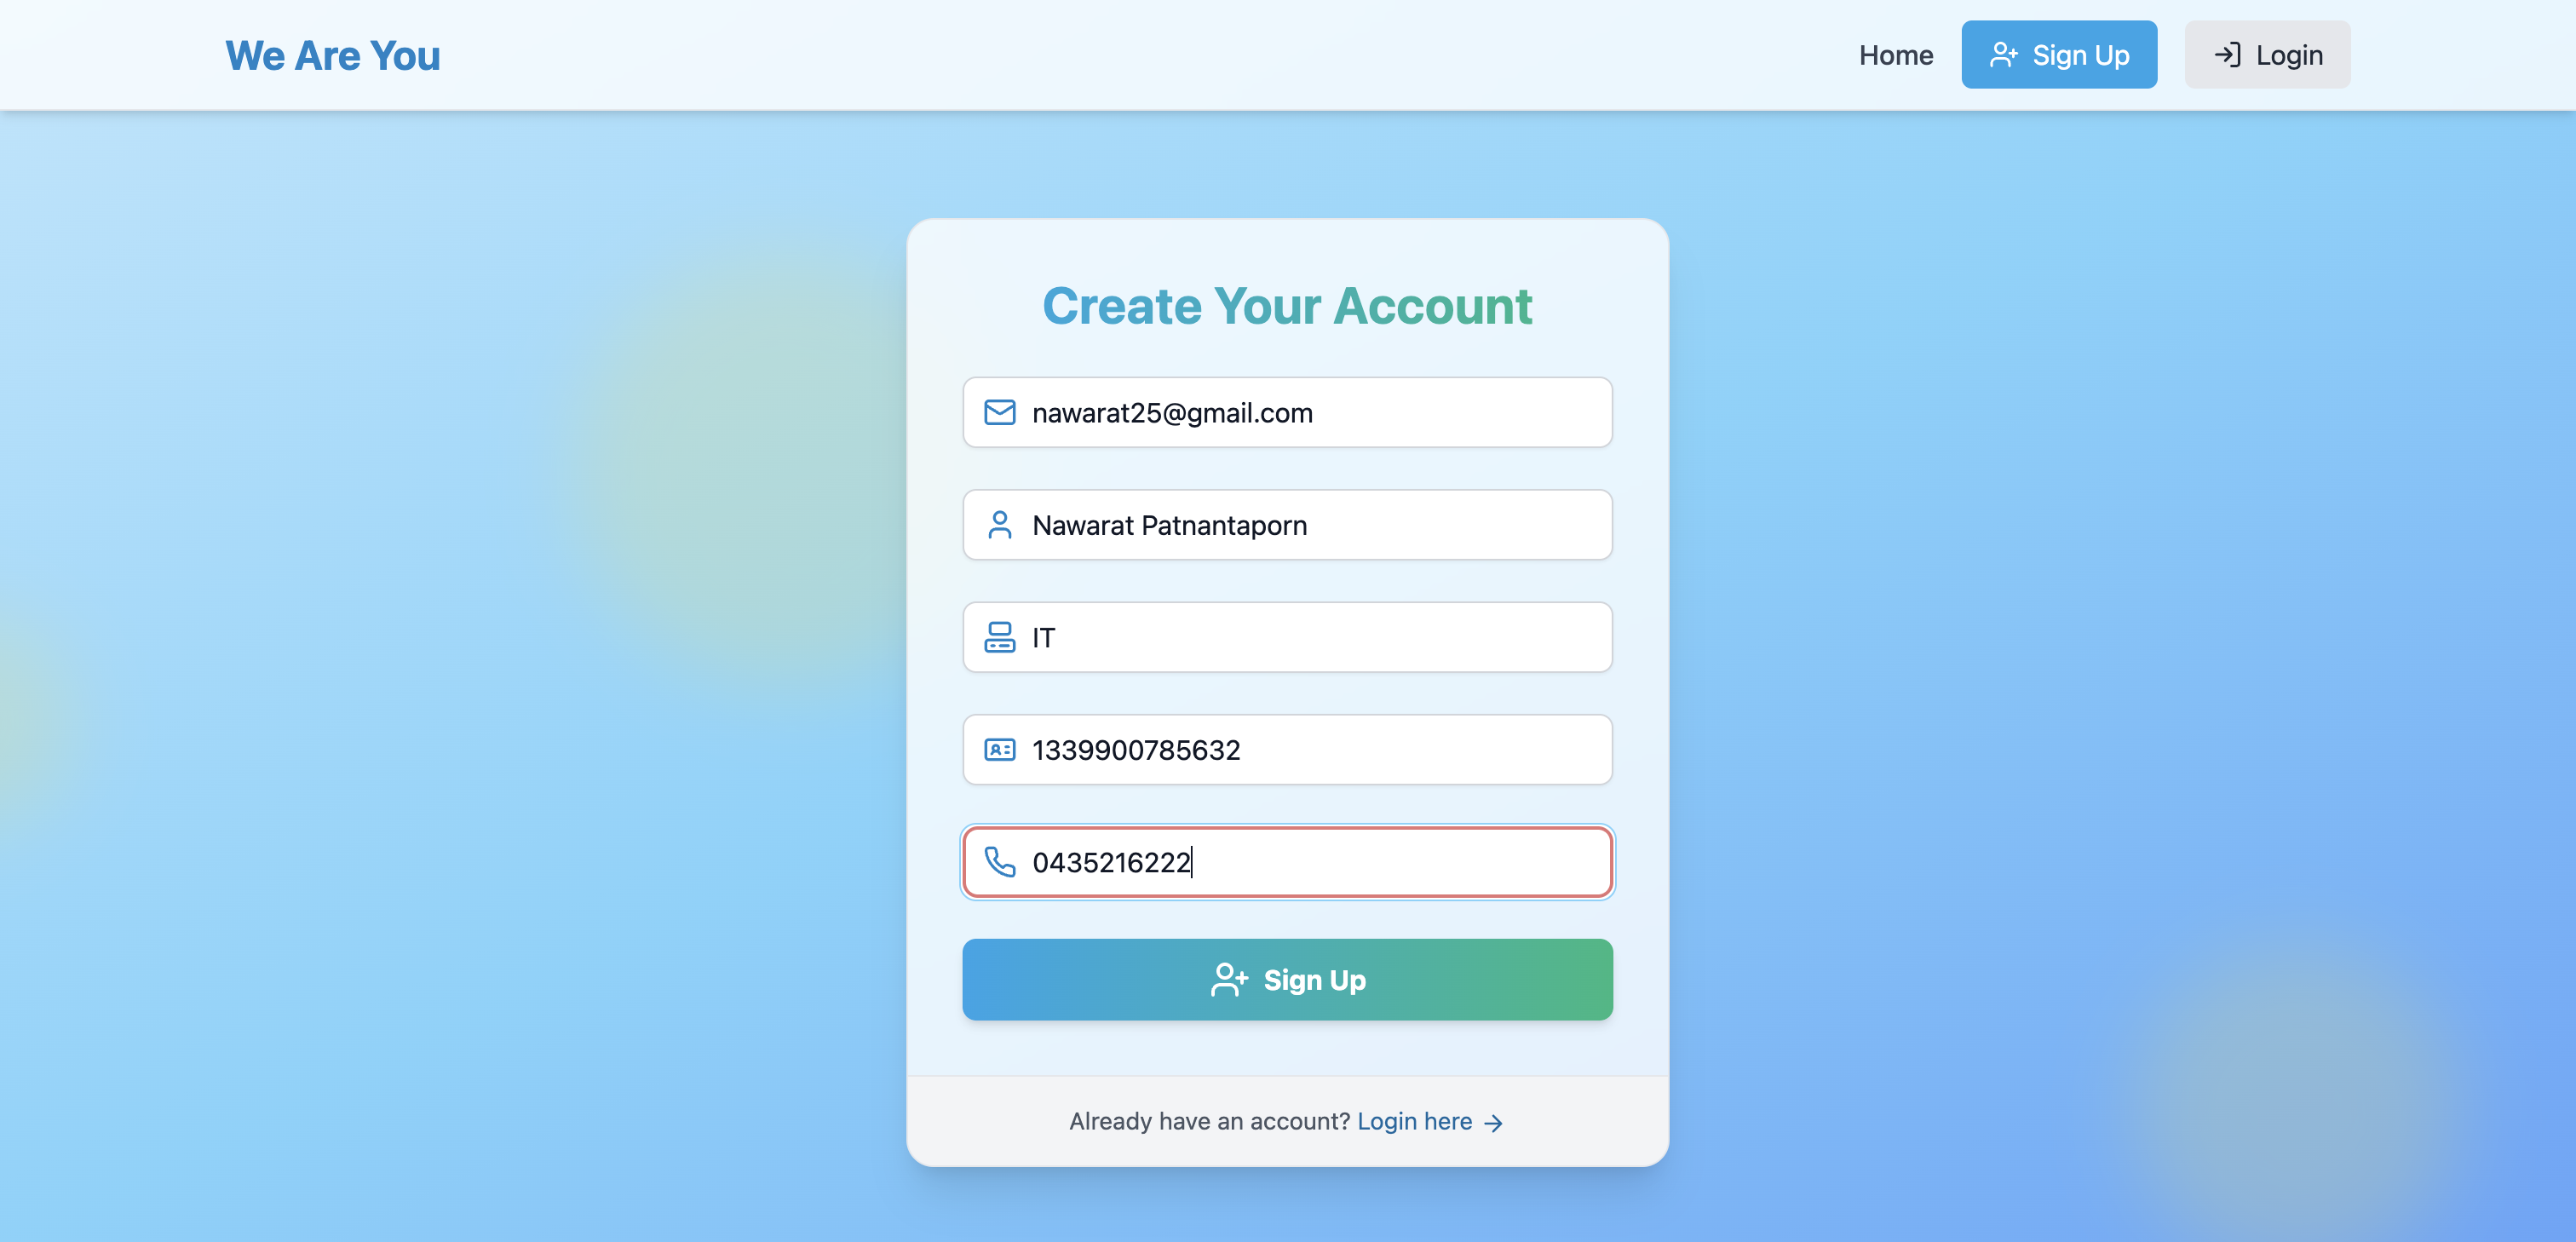 We Are You
Home
Sign Up
Login
Create Your Account
nawarat25@gmail.com
Nawarat Patnantaporn
IT
1339900785632
0435216222
Sign Up
Already have an account? Login here →